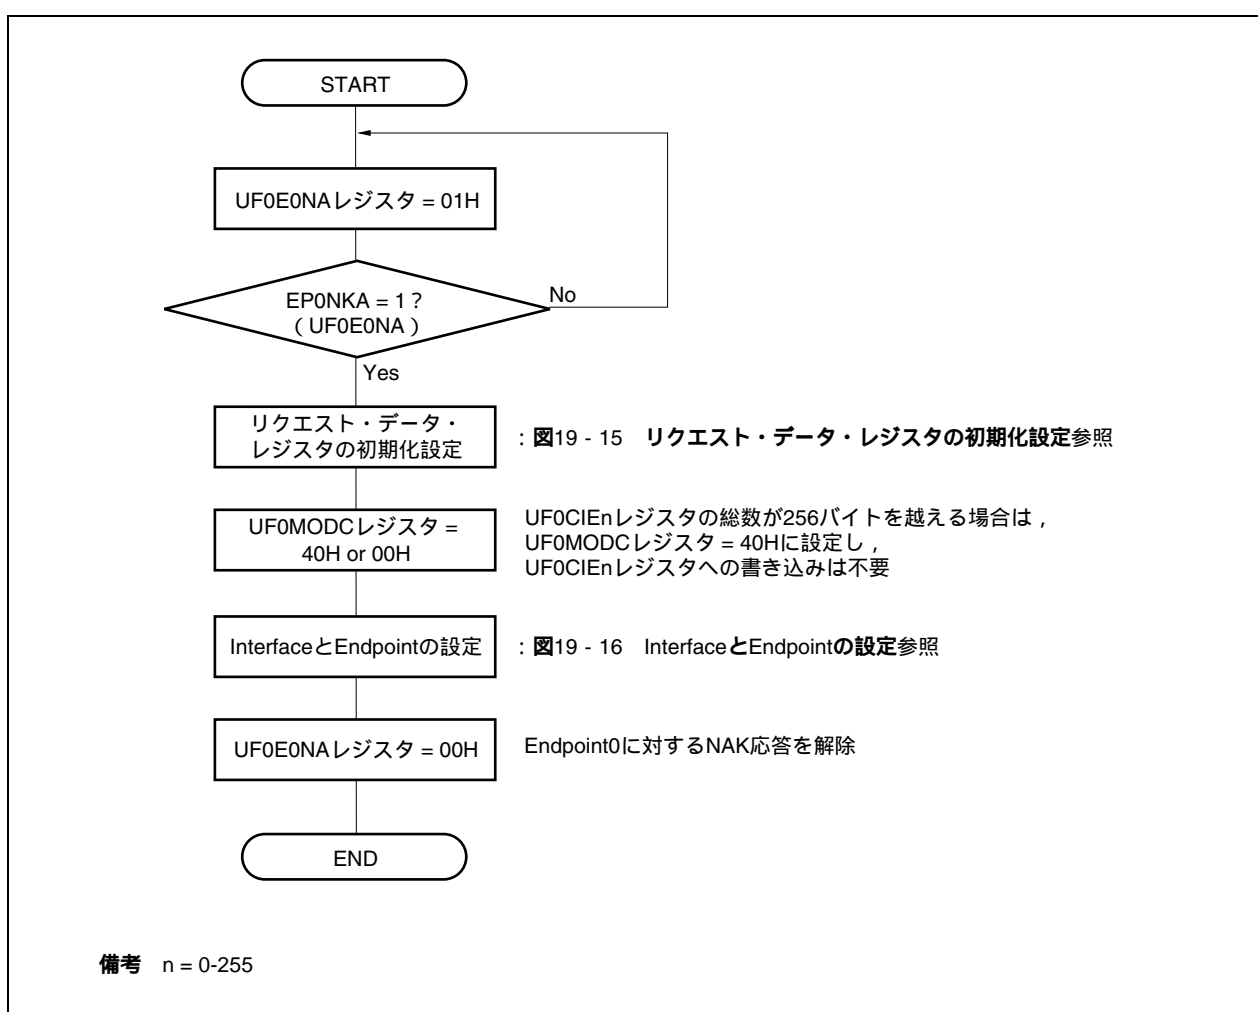 START
UF0E0NAレジスタ = 01H
EP0NKA = 1？
（UF0E0NA）
No
Yes
リクエスト・データ・
レジスタの初期化設定
：図19 - 15　リクエスト・データ・レジスタの初期化設定参照
UF0MODCレジスタ =
40H or 00H
UF0CIEnレジスタの総数が256バイトを越える場合は，
UF0MODCレジスタ = 40Hに設定し，
UF0CIEnレジスタへの書き込みは不要
InterfaceとEndpointの設定
：図19 - 16　InterfaceとEndpointの設定参照
UF0E0NAレジスタ = 00H
Endpoint0に対するNAK応答を解除
END
備考　n = 0-255